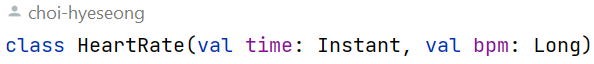 choi-hyeseong
class HeartRate(val time: Instant, val bpm: Long)